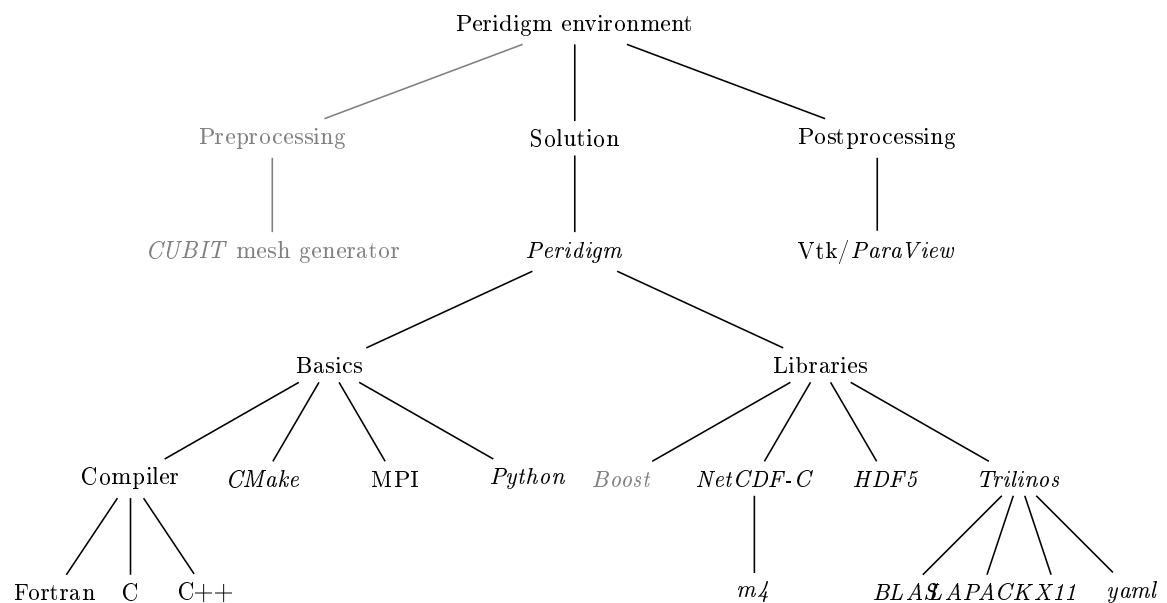 Peridigm environment
Preprocessing Solution Postprocessing
CUBIT mesh generator Peridigm Vtk/ParaView
Basics Libraries
Compiler CMake MPI Python Boost NetCDF-C HDF5 Trilinos
Fortran C C++ m4 BLAS LAPACK X11 yaml